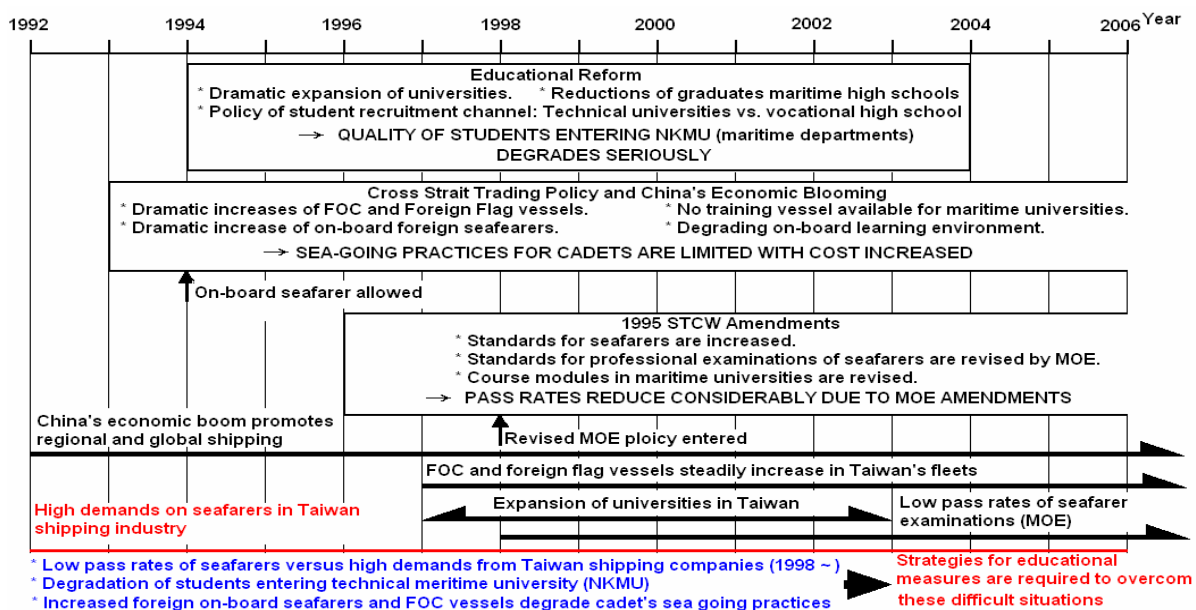 1992 1994 1996 1998 2000 2002 2004 2006 Year
Educational Reform
* Dramatic expansion of universities. * Reductions of graduates maritime high schools
* Policy of student recruitment channel: Technical universities vs. vocational high school
→ QUALITY OF STUDENTS ENTERING NKMU (maritime departments)
DEGRADES SERIOUSLY
Cross Strait Trading Policy and China's Economic Blooming
* Dramatic increases of FOC and Foreign Flag vessels. * No training vessel available for maritime universities.
* Dramatic increase of on-board foreign seafearers. * Degrading on-board learning environment.
→ SEA-GOING PRACTICES FOR CADETS ARE LIMITED WITH COST INCREASED
On-board seafarer allowed
1995 STCW Amendments
* Standards for seafarers are increased.
* Standards for professional examinations of seafarers are revised by MOE.
* Course modules in maritime universities are revised.
→ PASS RATES REDUCE CONSIDERABLY DUE TO MOE AMENDMENTS
China's economic boom promotes
regional and global shipping
Revised MOE ploicy entered
FOC and foreign flag vessels steadily increase in Taiwan's fleets
High demands on seafarers in Taiwan
shipping industry
Expansion of universities in Taiwan
Low pass rates of seafarer
examinations (MOE)
* Low pass rates of seafarers versus high demands from Taiwan shipping companies (1998 ~ )
* Degradation of students entering technical meritime university (NKMU)
* Increased foreign on-board seafarers and FOC vessels degrade cadet's sea going practices
Strategies for educational
measures are required to overcom
these difficult situations